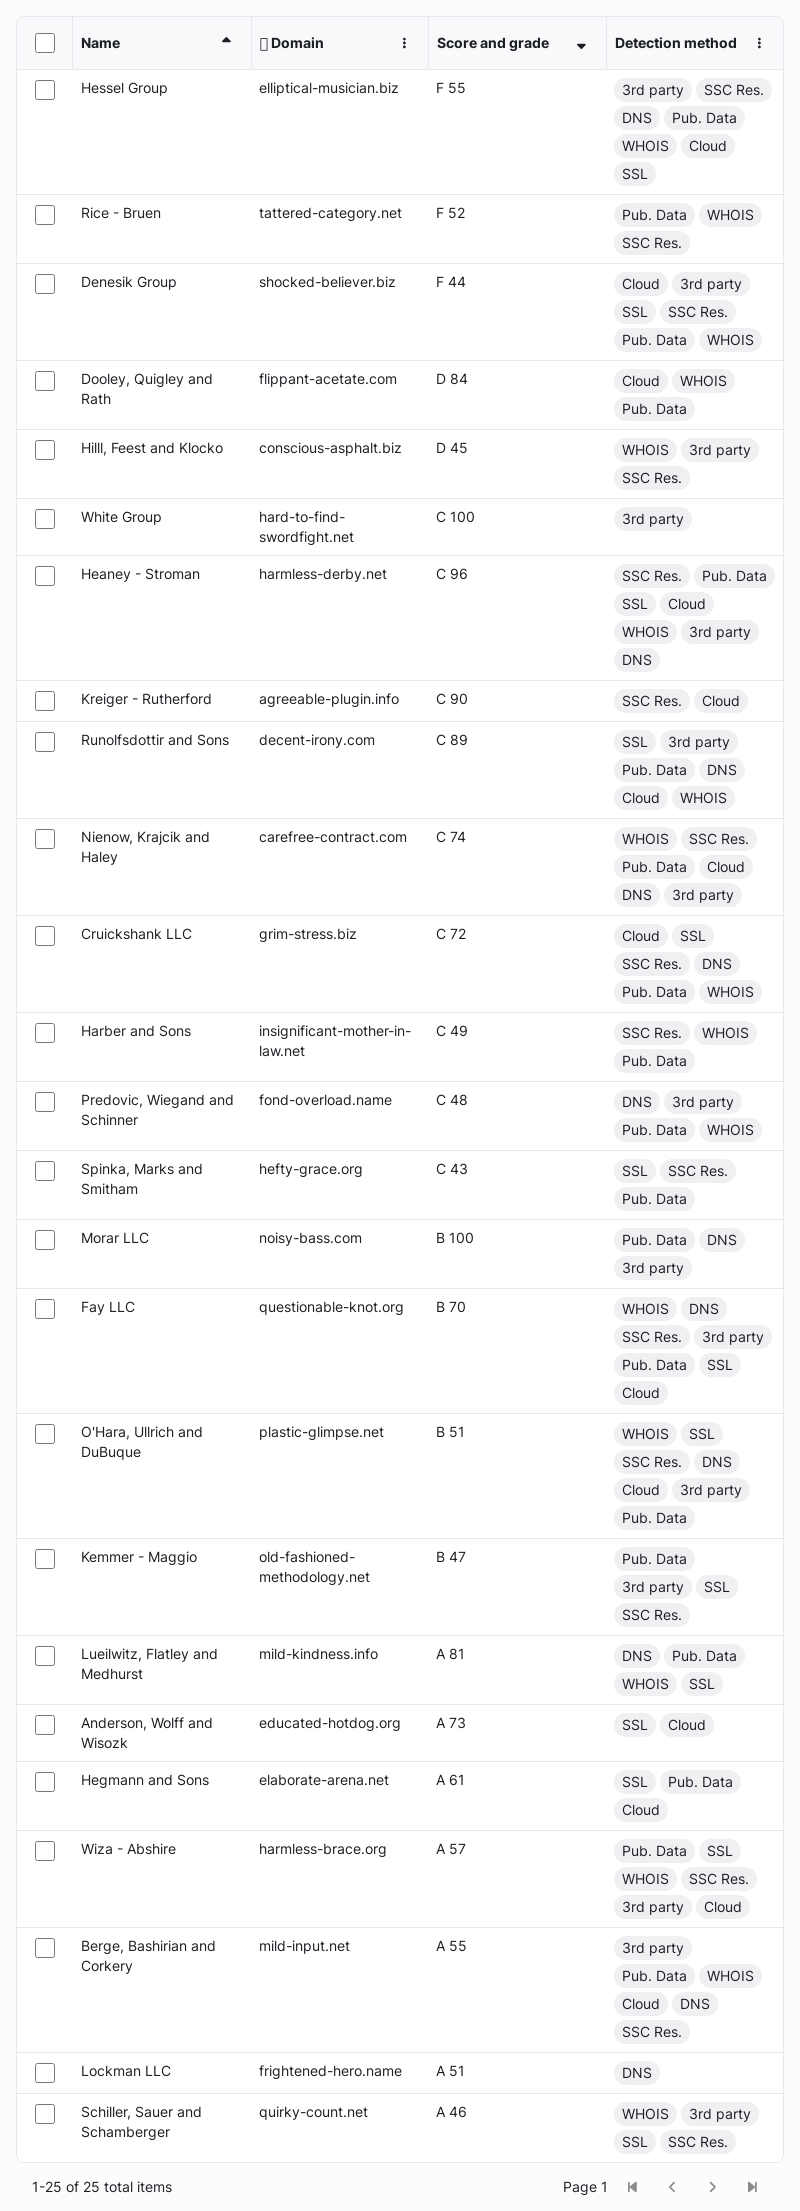 Name Domain Score and grade Detection method
Hessel Group elliptical-musician.biz F 55 3rd party SSC Res.
DNS Pub. Data
WHOIS Cloud
SSL
Rice - Bruen tattered-category.net F 52 Pub. Data WHOIS
SSC Res.
Denesik Group shocked-believer.biz F 44 Cloud 3rd party
SSL SSC Res.
Pub. Data WHOIS
Dooley, Quigley and flippant-acetate.com D 84 Cloud WHOIS
Rath Pub. Data
Hilll, Feest and Klocko conscious-asphalt.biz D 45 WHOIS 3rd party
SSC Res.
White Group hard-to-find- C 100 3rd party
swordfight.net
Heaney - Stroman harmless-derby.net C 96 SSC Res. Pub. Data
SSL Cloud
WHOIS 3rd party
DNS
Kreiger - Rutherford agreeable-plugin.info C 90 SSC Res. Cloud
Runolfsdottir and Sons decent-irony.com C 89 SSL 3rd party
Pub. Data DNS
Cloud WHOIS
Nienow, Krajcik and carefree-contract.com C 74 WHOIS SSC Res.
Haley Pub. Data Cloud
DNS 3rd party
Cruickshank LLC grim-stress.biz C 72 Cloud SSL
SSC Res. DNS
Pub. Data WHOIS
Harber and Sons insignificant-mother-in- C 49 SSC Res. WHOIS
law.net Pub. Data
Predovic, Wiegand and fond-overload.name C 48 DNS 3rd party
Schinner Pub. Data WHOIS
Spinka, Marks and hefty-grace.org C 43 SSL SSC Res.
Smitham Pub. Data
Morar LLC noisy-bass.com B 100 Pub. Data DNS
3rd party
Fay LLC questionable-knot.org B 70 WHOIS DNS
SSC Res. 3rd party
Pub. Data SSL
Cloud
O'Hara, Ullrich and plastic-glimpse.net B 51 WHOIS SSL
DuBuque SSC Res. DNS
Cloud 3rd party
Pub. Data
Kemmer - Maggio old-fashioned- B 47 Pub. Data
methodology.net 3rd party SSL
SSC Res.
Lueilwitz, Flatley and mild-kindness.info A 81 DNS Pub. Data
Medhurst WHOIS SSL
Anderson, Wolff and educated-hotdog.org A 73 SSL Cloud
Wisozk
Hegmann and Sons elaborate-arena.net A 61 SSL Pub. Data
Cloud
Wiza - Abshire harmless-brace.org A 57 Pub. Data SSL
WHOIS SSC Res.
3rd party Cloud
Berge, Bashirian and mild-input.net A 55 3rd party
Corkery Pub. Data WHOIS
Cloud DNS
SSC Res.
Lockman LLC frightened-hero.name A 51 DNS
Schiller, Sauer and quirky-count.net A 46 WHOIS 3rd party
Schamberger SSL SSC Res.
1-25 of 25 total items Page 1